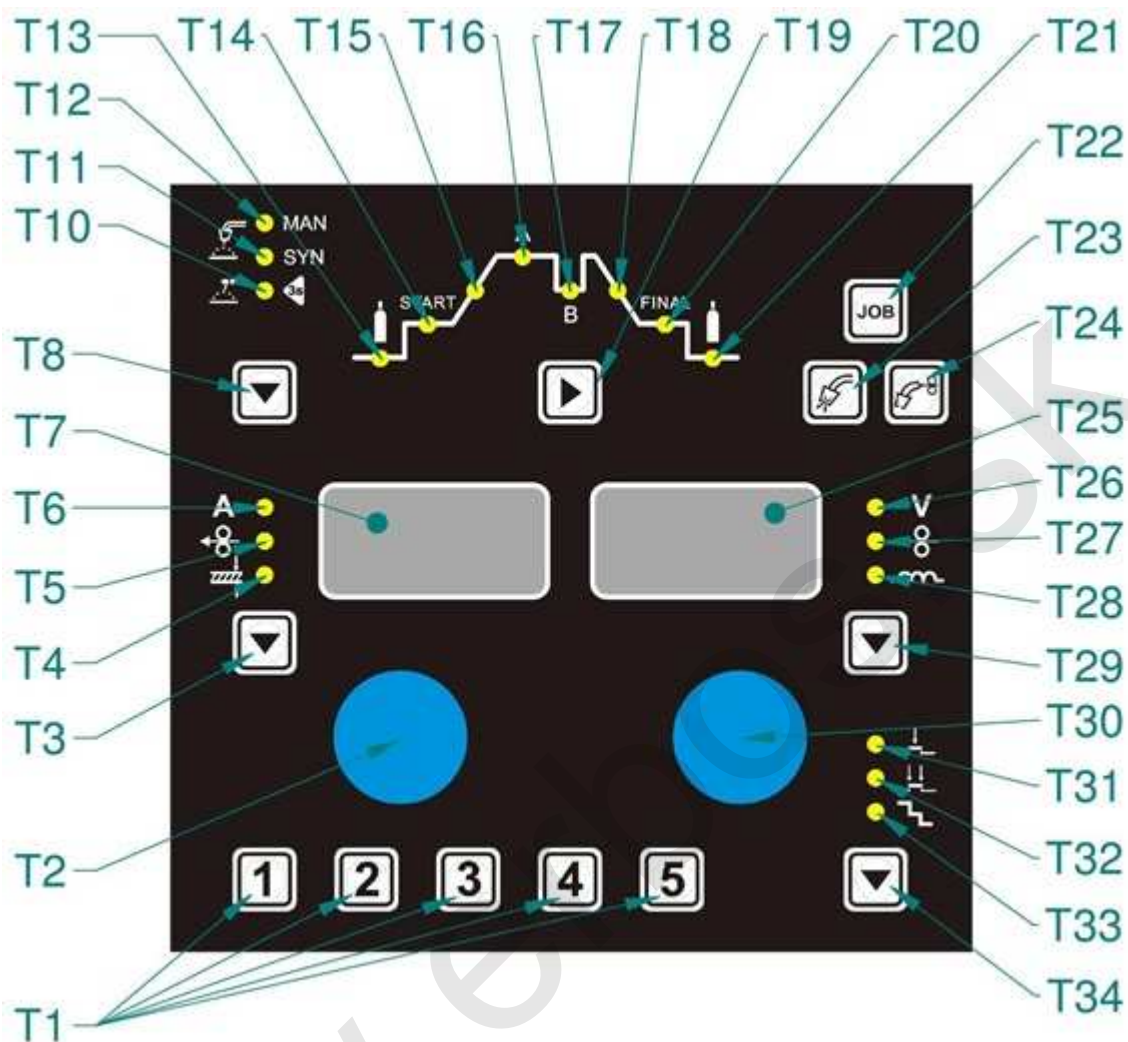 T13 T14 T15 T16 T17 T18 T19 T20 T21
T12
T22
T11
T10
MAN
SYN
3s
T23
START
A
B
FINAL
JOB
T24
T8
T7
T25
T6
A
V
T26
T5
T27
T28
T4
T29
T3
T30
T31
T2
T32
1 2 3 4 5
T33
T34
T1